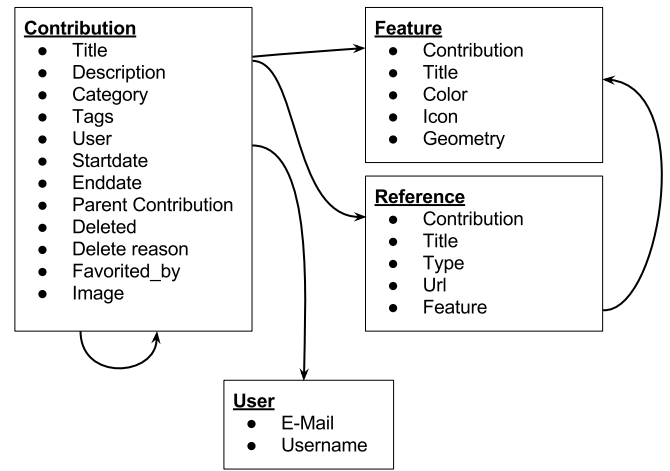 Contribution
● Title
● Description
● Category
● Tags
● User
● Startdate
● Enddate
● Parent Contribution
● Deleted
● Delete reason
● Favorited_by
● Image
Feature
● Contribution
● Title
● Color
● Icon
● Geometry
Reference
● Contribution
● Title
● Type
● Url
● Feature
User
● E-Mail
● Username